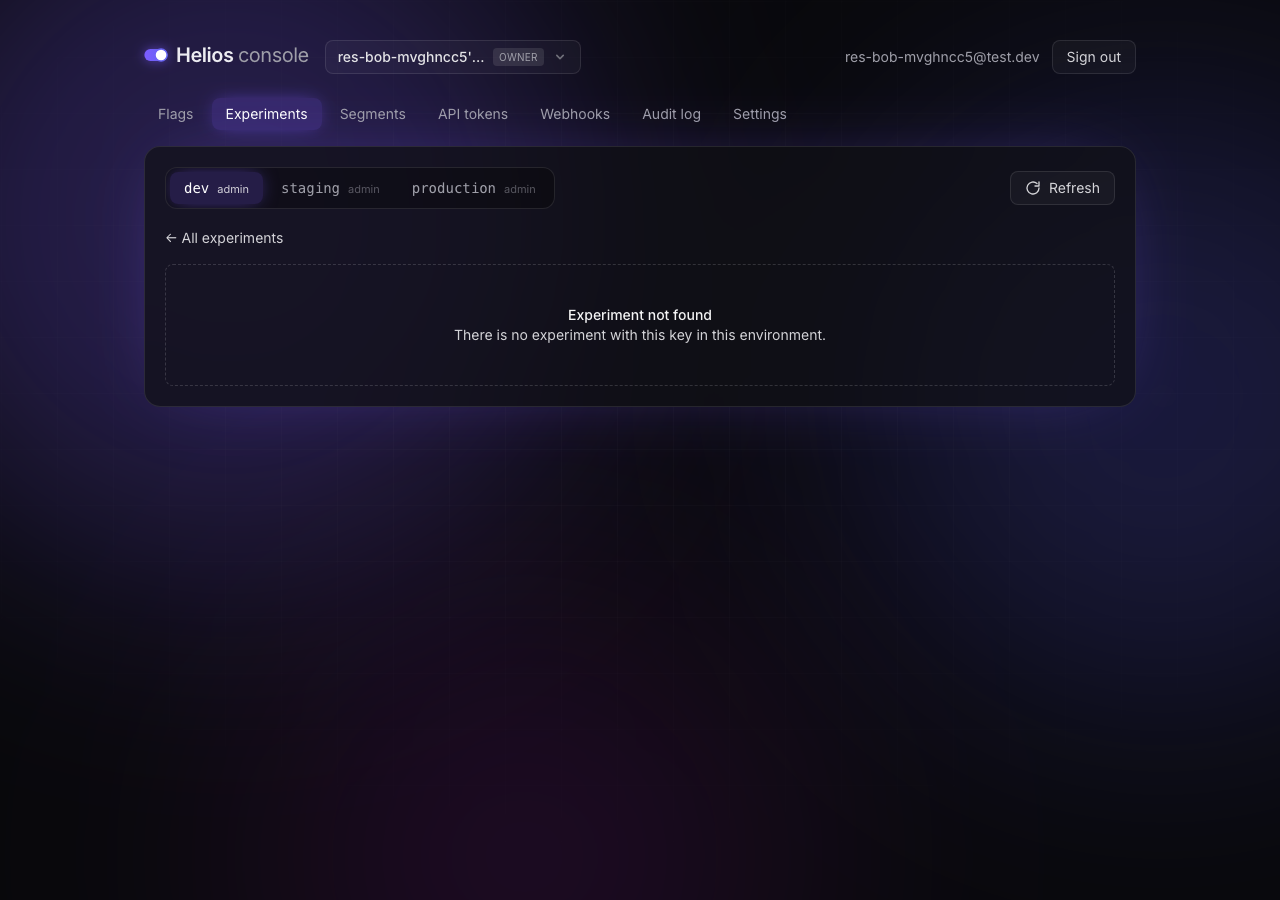 Helios console
res-bob-mvghncc5'... OWNER
res-bob-mvghncc5@test.dev
Sign out
Flags Experiments Segments API tokens Webhooks Audit log Settings
dev admin staging admin production admin
Refresh
← All experiments
Experiment not found
There is no experiment with this key in this environment.